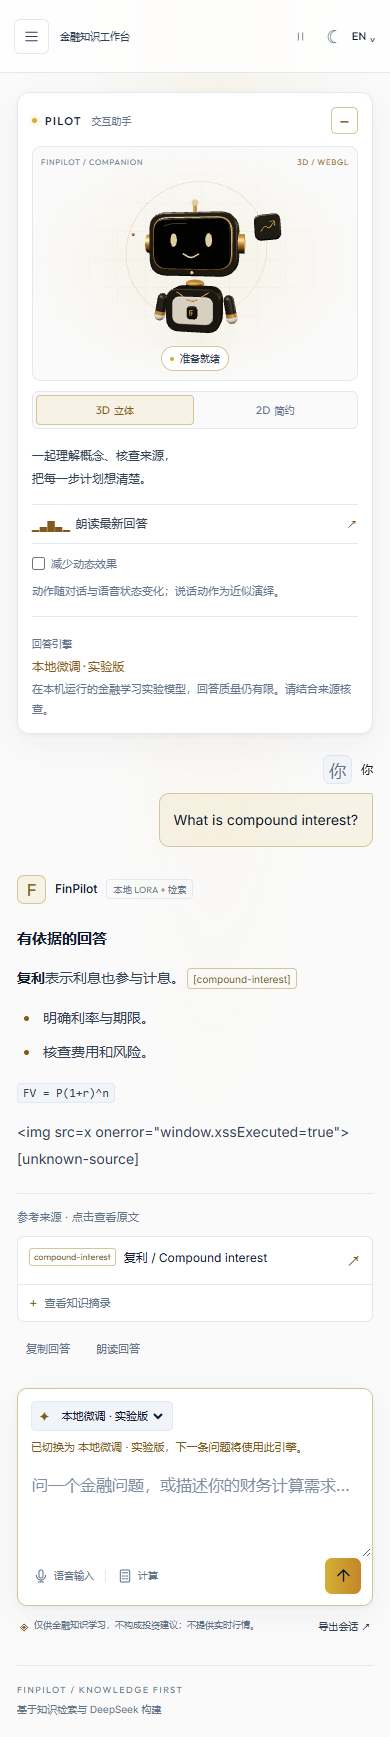 金融知识工作台
EN
PILOT 交互助手
FINPILOT / COMPANION
3D / WEBGL
准备就绪
3D 立体
2D 简约
一起理解概念、核查来源，
把每一步计划想清楚。
朗读最新回答 ↗
减少动态效果
动作随对话与语音状态变化；说话动作为近似演绎。
回答引擎
本地微调 · 实验版
在本机运行的金融学习实验模型，回答质量仍有限。请结合来源核
查。
你 你
What is compound interest?
F FinPilot 本地 LORA + 检索
有依据的回答
复利表示利息也参与计息。 [compound-interest]
• 明确利率与期限。
• 核查费用和风险。
FV = P(1+r)^n
<img src=x onerror="window.xssExecuted=true">
[unknown-source]
参考来源 · 点击查看原文
compound-interest 复利 / Compound interest ↗
+ 查看知识摘录
复制回答 朗读回答
✦ 本地微调 · 实验版
已切换为 本地微调 · 实验版，下一条问题将使用此引擎。
问一个金融问题，或描述你的财务计算需求...
语音输入 计算
仅供金融知识学习，不构成投资建议；不提供实时行情。
导出会话 ↗
FINPILOT / KNOWLEDGE FIRST
基于知识检索与 DeepSeek 构建